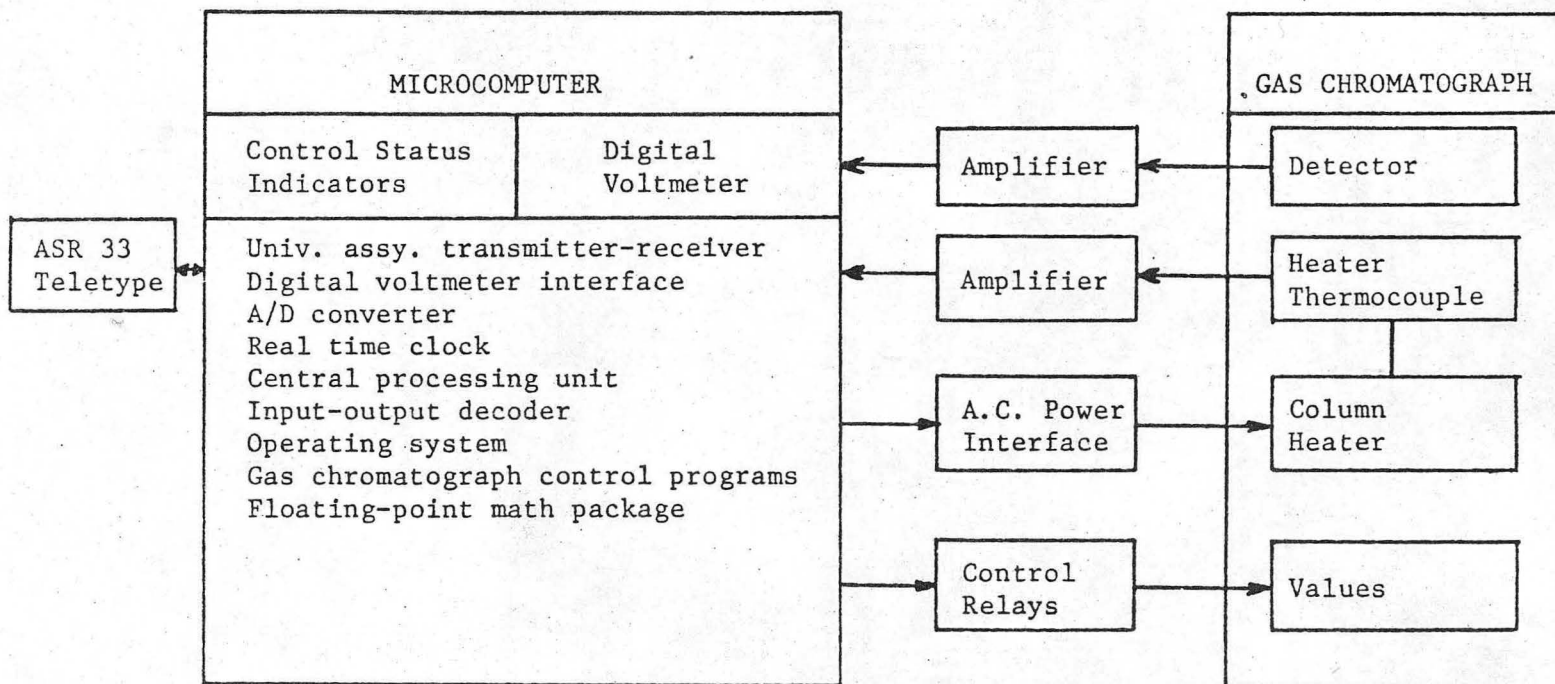 MICROCOMPUTER
GAS CHROMATOGRAPH
Control Status
Indicators
Digital
Voltmeter
Amplifier
Detector
ASR 33
Teletype
Univ. assy. transmitter-receiver
Digital voltmeter interface
A/D converter
Real time clock
Central processing unit
Input-output decoder
Operating system
Gas chromatograph control programs
Floating-point math package
Amplifier
Heater
Thermocouple
A.C. Power
Interface
Column
Heater
Control
Relays
Values